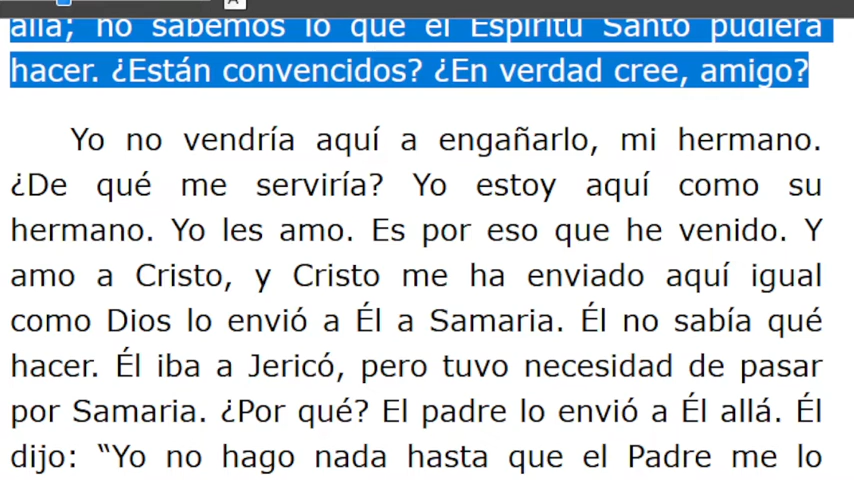 allá; no sabemos lo que el Espíritu Santo pudiera
hacer. ¿Están convencidos? ¿En verdad cree, amigo?
Yo no vendría aquí a engañarlo, mi hermano.
¿De qué me serviría? Yo estoy aquí como su
hermano. Yo les amo. Es por eso que he venido. Y
amo a Cristo, y Cristo me ha enviado aquí igual
como Dios lo envió a Él a Samaria. Él no sabía qué
hacer. Él iba a Jericó, pero tuvo necesidad de pasar
por Samaria. ¿Por qué? El padre lo envió a Él allá. Él
dijo: “Yo no hago nada hasta que el Padre me lo